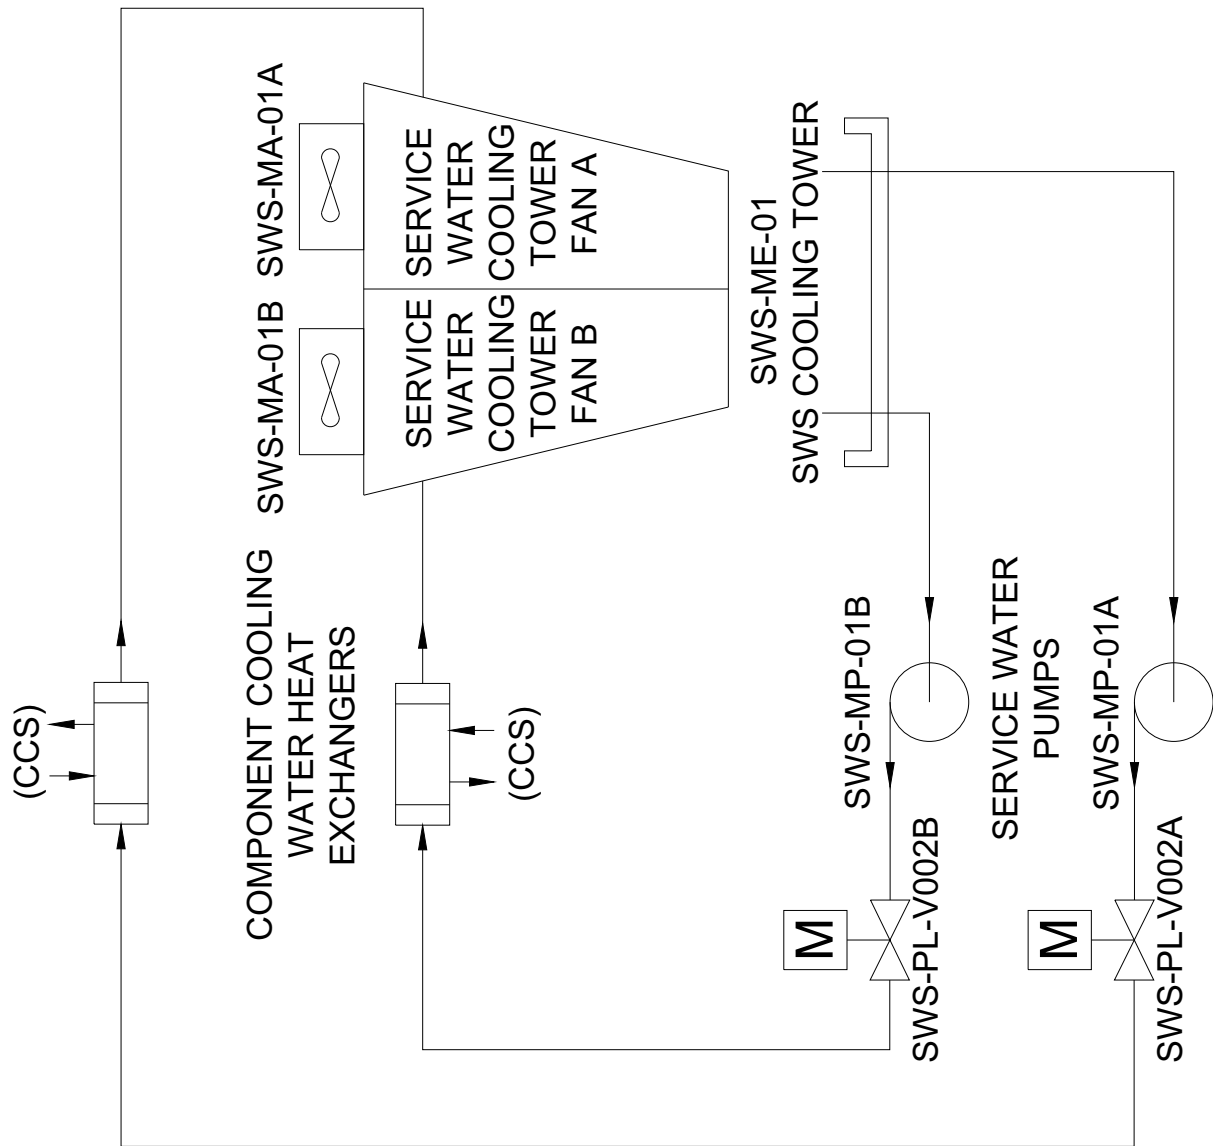 (CCS)
SWS-MA-01A
SWS-MA-01B
SERVICE
WATER
COOLING
TOWER
FAN A
SERVICE
WATER
COOLING
TOWER
FAN B
SWS-ME-01
SWS COOLING TOWER
COMPONENT COOLING
WATER HEAT
EXCHANGERS
(CCS)
SWS-MP-01B
SERVICE WATER
PUMPS
SWS-MP-01A
M
SWS-PL-V002B
M
SWS-PL-V002A